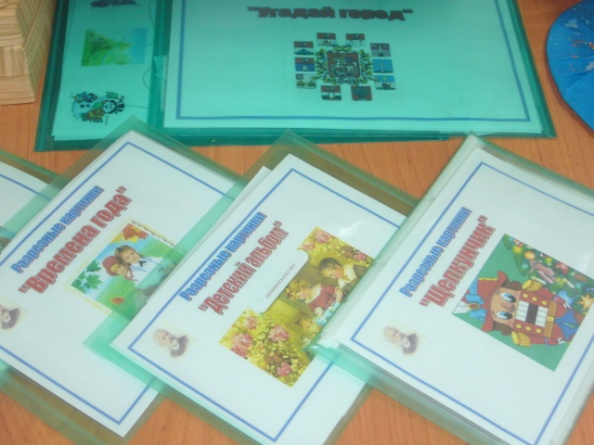 "Угадай город"
Разрезные картинки
"Времена года"
Разрезные картинки
"Детский альбом"
Разрезные картинки
"Щелкунчик"